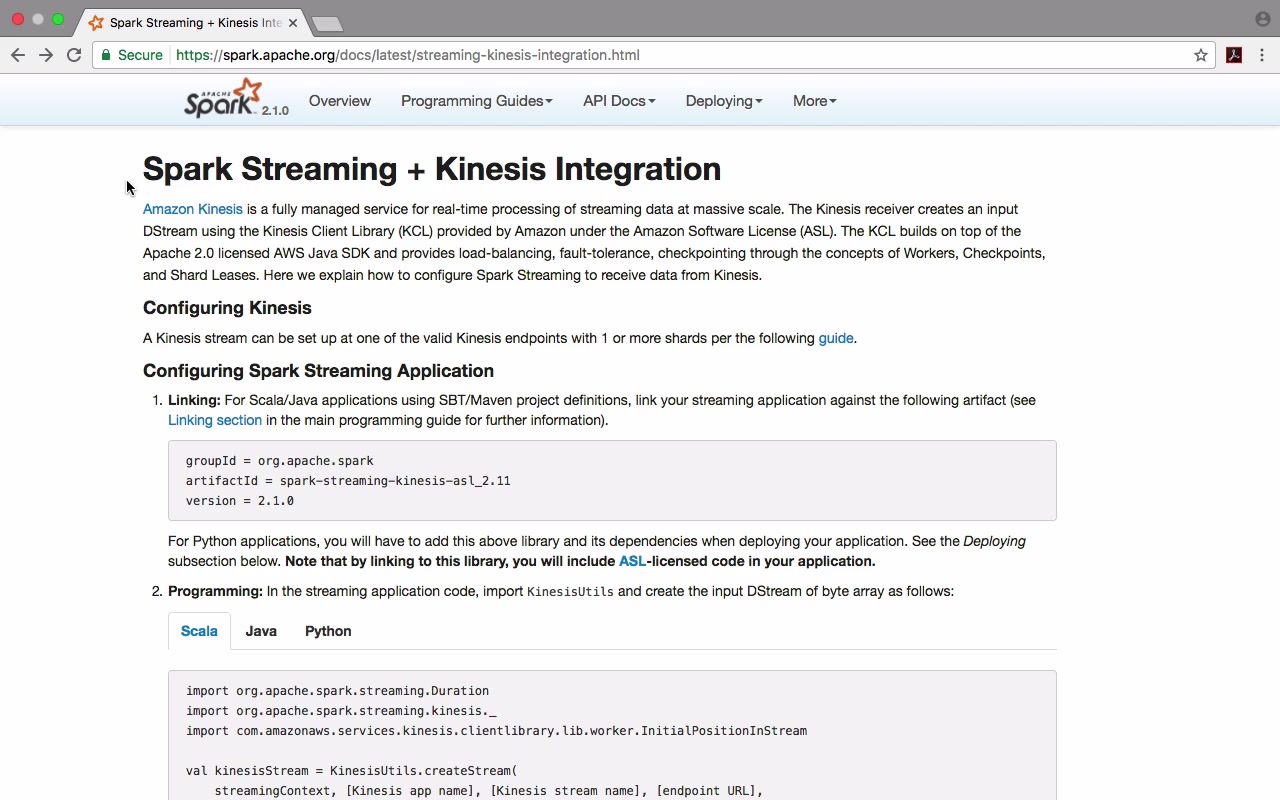 Spark Streaming + Kinesis Inte
Secure https://spark.apache.org/docs/latest/streaming-kinesis-integration.html
APACHE Spark™ 2.1.0 Overview Programming Guides API Docs Deploying More
Spark Streaming + Kinesis Integration
Amazon Kinesis is a fully managed service for real-time processing of streaming data at massive scale. The Kinesis receiver creates an input
DStream using the Kinesis Client Library (KCL) provided by Amazon under the Amazon Software License (ASL). The KCL builds on top of the
Apache 2.0 licensed AWS Java SDK and provides load-balancing, fault-tolerance, checkpointing through the concepts of Workers, Checkpoints,
and Shard Leases. Here we explain how to configure Spark Streaming to receive data from Kinesis.
Configuring Kinesis
A Kinesis stream can be set up at one of the valid Kinesis endpoints with 1 or more shards per the following guide.
Configuring Spark Streaming Application
1. Linking: For Scala/Java applications using SBT/Maven project definitions, link your streaming application against the following artifact (see
Linking section in the main programming guide for further information).
groupId = org.apache.spark
artifactId = spark-streaming-kinesis-asl_2.11
version = 2.1.0
For Python applications, you will have to add this above library and its dependencies when deploying your application. See the Deploying
subsection below. Note that by linking to this library, you will include ASL-licensed code in your application.
2. Programming: In the streaming application code, import KinesisUtils and create the input DStream of byte array as follows:
Scala Java Python
import org.apache.spark.streaming.Duration
import org.apache.spark.streaming.kinesis._
import com.amazonaws.services.kinesis.clientlibrary.lib.worker.InitialPositionInStream
val kinesisStream = KinesisUtils.createStream(
streamingContext, [Kinesis app name], [Kinesis stream name], [endpoint URL],